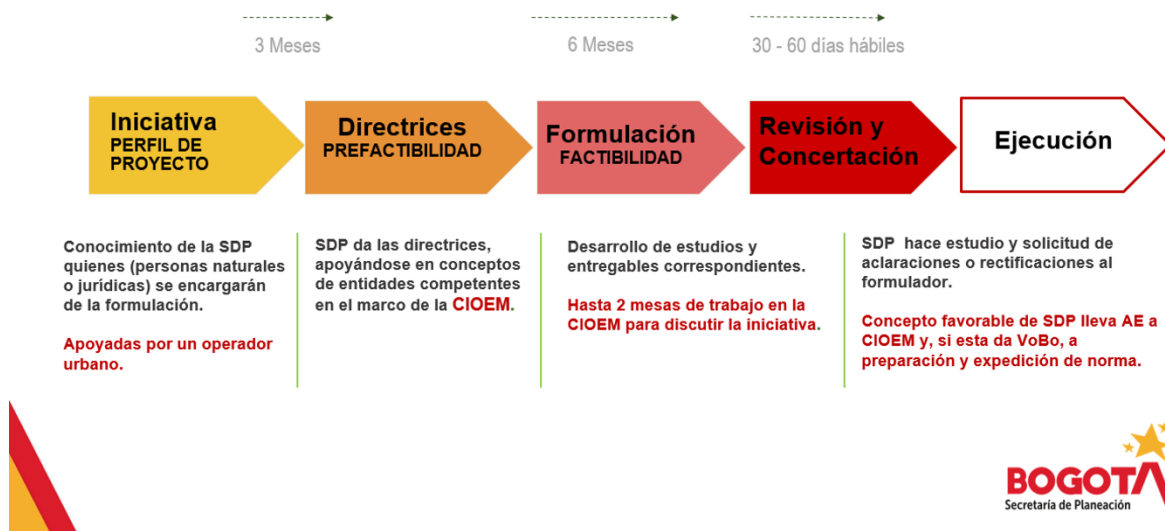 3 Meses
6 Meses
30 - 60 días hábiles
Iniciativa
PERFIL DE
PROYECTO
Directrices
PREFACTIBILIDAD
Formulación
FACTIBILIDAD
Revisión y
Concertación
Ejecución
Conocimiento de la SDP
quienes (personas naturales
o jurídicas) se encargarán
de la formulación.
Apoyadas por un operador
urbano.
SDP da las directrices,
apoyándose en conceptos
de entidades competentes
en el marco de la CIOEM.
Desarrollo de estudios y
entregables correspondientes.
Hasta 2 mesas de trabajo en la
CIOEM para discutir la iniciativa.
SDP hace estudio y solicitud de
aclaraciones o rectificaciones al
formulador.
Concepto favorable de SDP lleva AE a
CIOEM y, si esta da VoBo, a
preparación y expedición de norma.
BOGOTA
Secretaría de Planeación